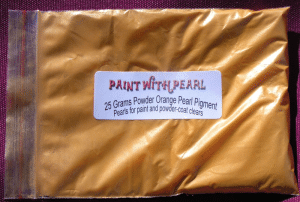 PAINT WITH PEARL
25 Grams Powder Orange Pearl Pigment
Pearls for paint and powder-coat clears